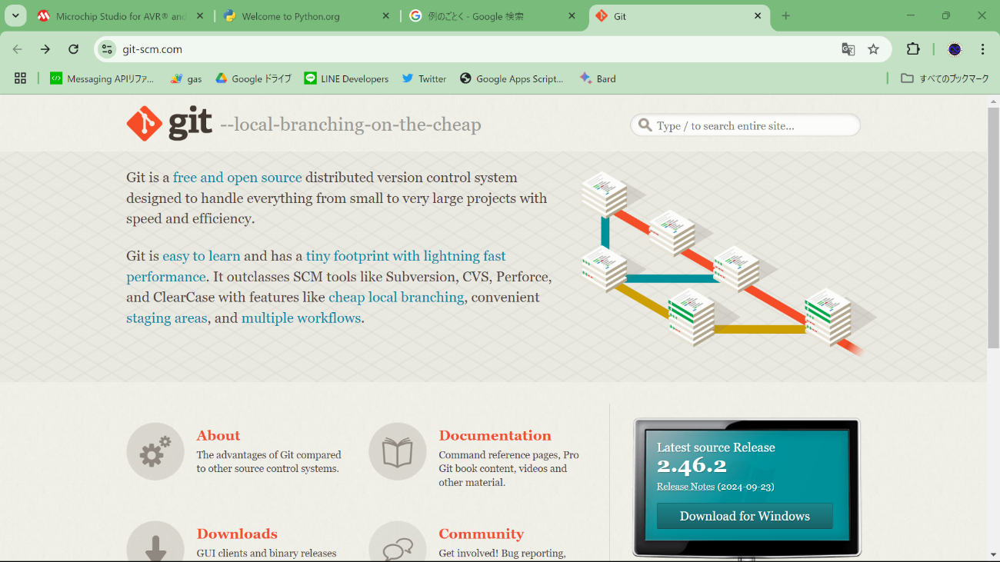 Microchip Studio for AVR® and
Welcome to Python.org
例のごとく - Google 検索
Git
git-scm.com
Messaging APIリファ...
gas
Google ドライブ
LINE Developers
Twitter
Google Apps Script...
Bard
すべてのブックマーク
git --local-branching-on-the-cheap
Type / to search entire site...
Git is a free and open source distributed version control system
designed to handle everything from small to very large projects with
speed and efficiency.
Git is easy to learn and has a tiny footprint with lightning fast
performance. It outclasses SCM tools like Subversion, CVS, Perforce,
and ClearCase with features like cheap local branching, convenient
staging areas, and multiple workflows.
About
The advantages of Git compared
to other source control systems.
Documentation
Command reference pages, Pro
Git book content, videos and
other material.
Downloads
GUI clients and binary releases
Community
Get involved! Bug reporting,
Latest source Release
2.46.2
Release Notes (2024-09-23)
Download for Windows